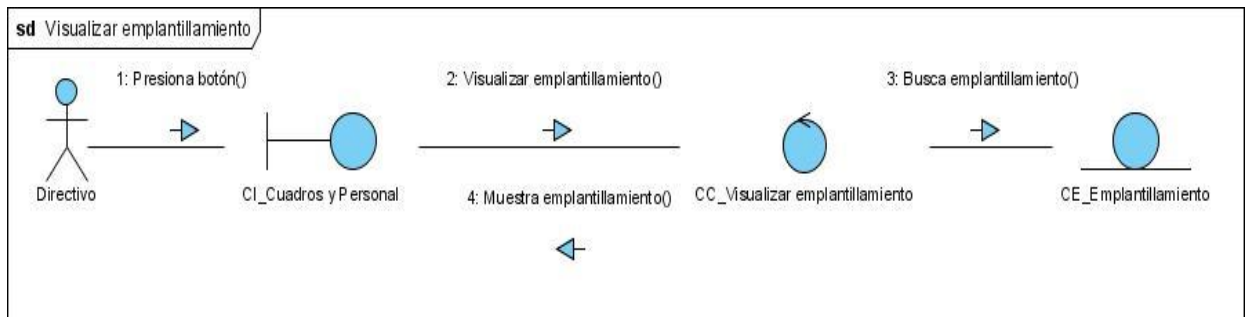 sd Visualizar emplantillamiento
1: Presiona botón()
2: Visualizar emplantillamiento()
3: Busca emplantillamiento()
Directivo
CI_Cuadros y Personal
4: Muestra emplantillamiento()
CC_Visualizar emplantillamiento
CE_Emplantillamiento